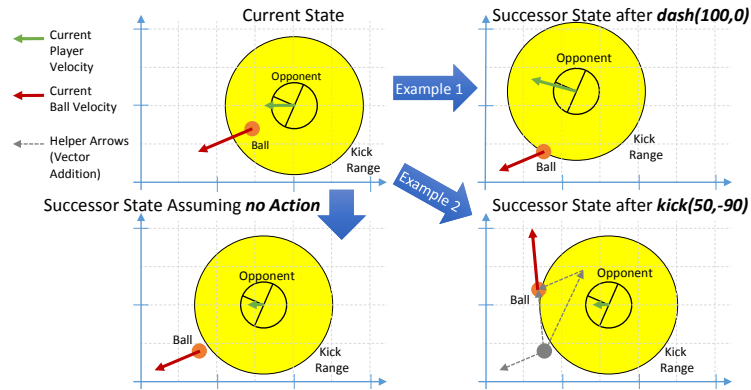 Current State
Successor State after dash(100,0)
Current
Player
Velocity
Current
Ball Velocity
Helper Arrows
(Vector
Addition)
Opponent
Ball
Kick
Range
Example 1
Opponent
Ball
Kick
Range
Example 2
Successor State Assuming no Action
Successor State after kick(50,-90)
Opponent
Ball
Kick
Range
Opponent
Ball
Kick
Range